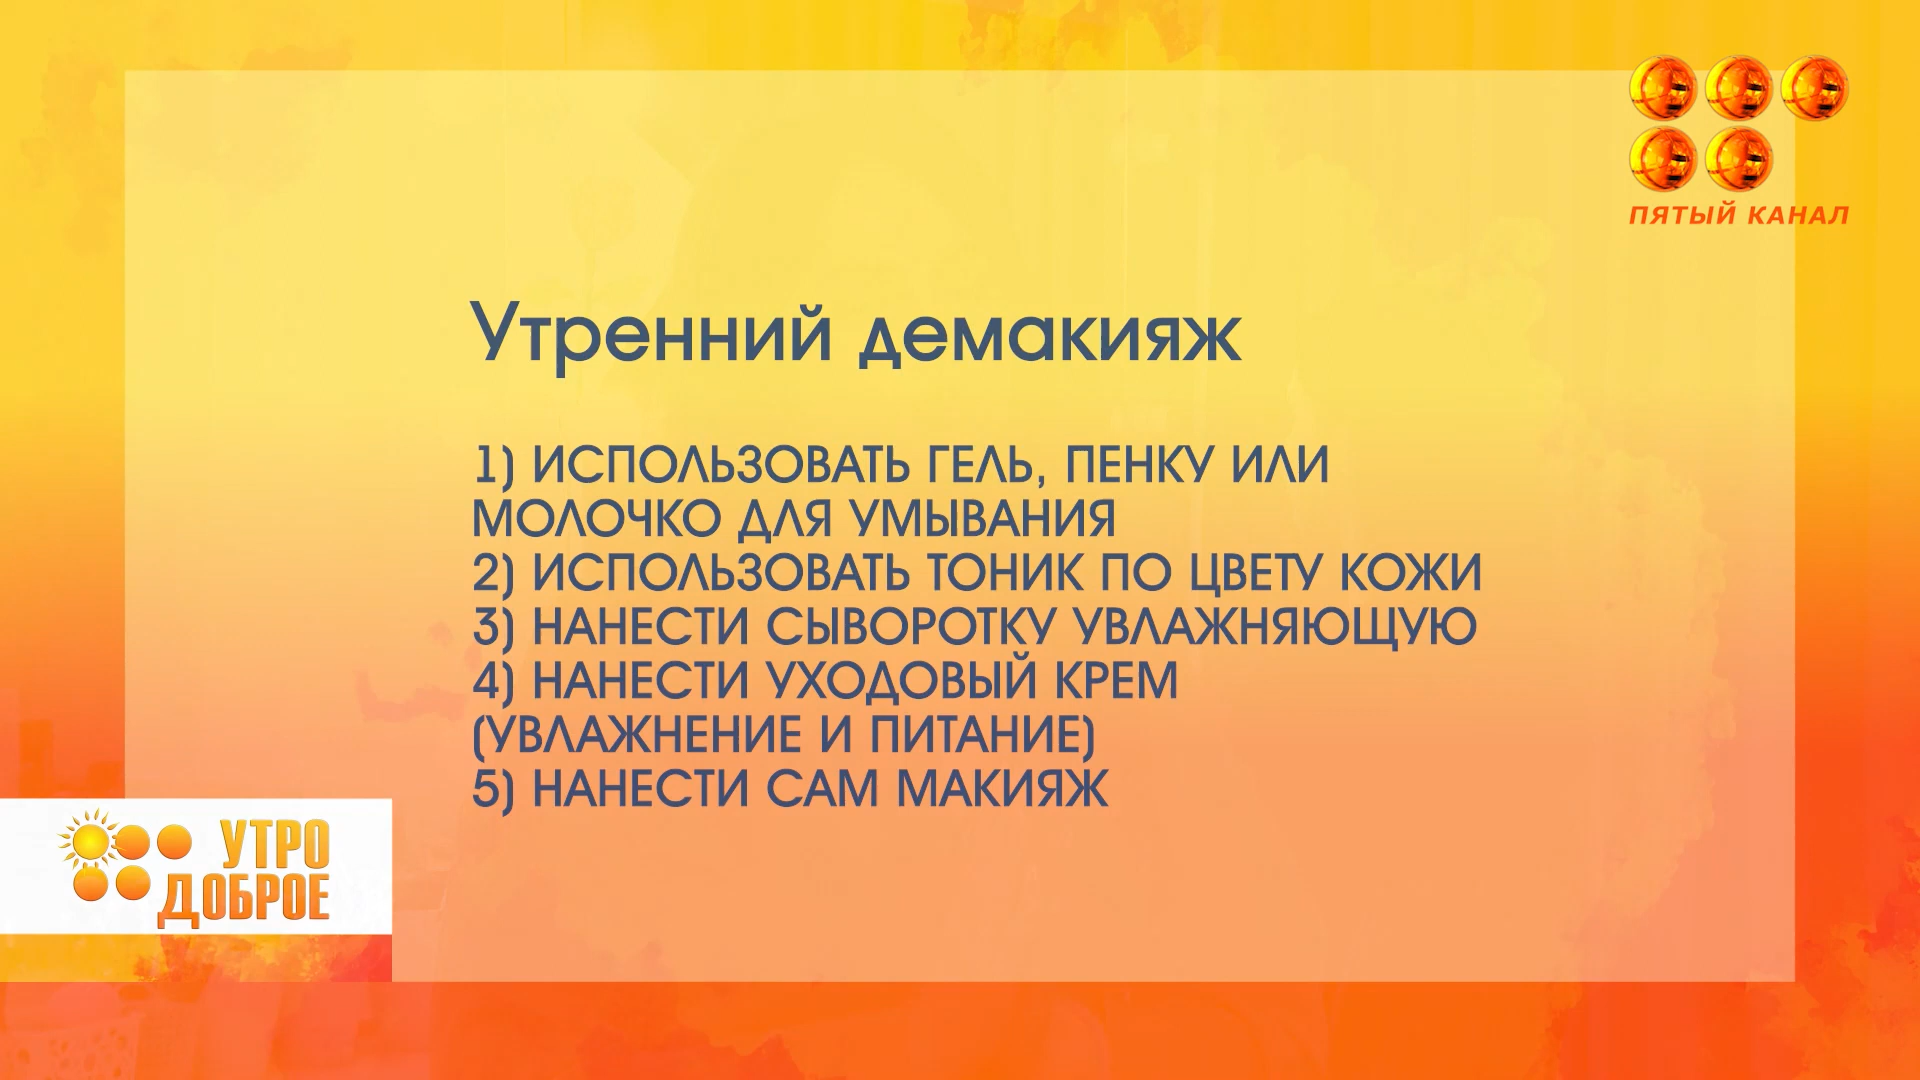 ПЯТЫЙ КАНАЛ
Утренний демакияж
1) ИСПОЛЬЗОВАТЬ ГЕЛЬ, ПЕНКУ ИЛИ
МОЛОЧКО ДЛЯ УМЫВАНИЯ
2) ИСПОЛЬЗОВАТЬ ТОНИК ПО ЦВЕТУ КОЖИ
3) НАНЕСТИ СЫВОРОТКУ УВЛАЖНЯЮЩУЮ
4) НАНЕСТИ УХОДОВЫЙ КРЕМ
(УВЛАЖНЕНИЕ И ПИТАНИЕ)
5) НАНЕСТИ САМ МАКИЯЖ
УТРО
ДОБРОЕ